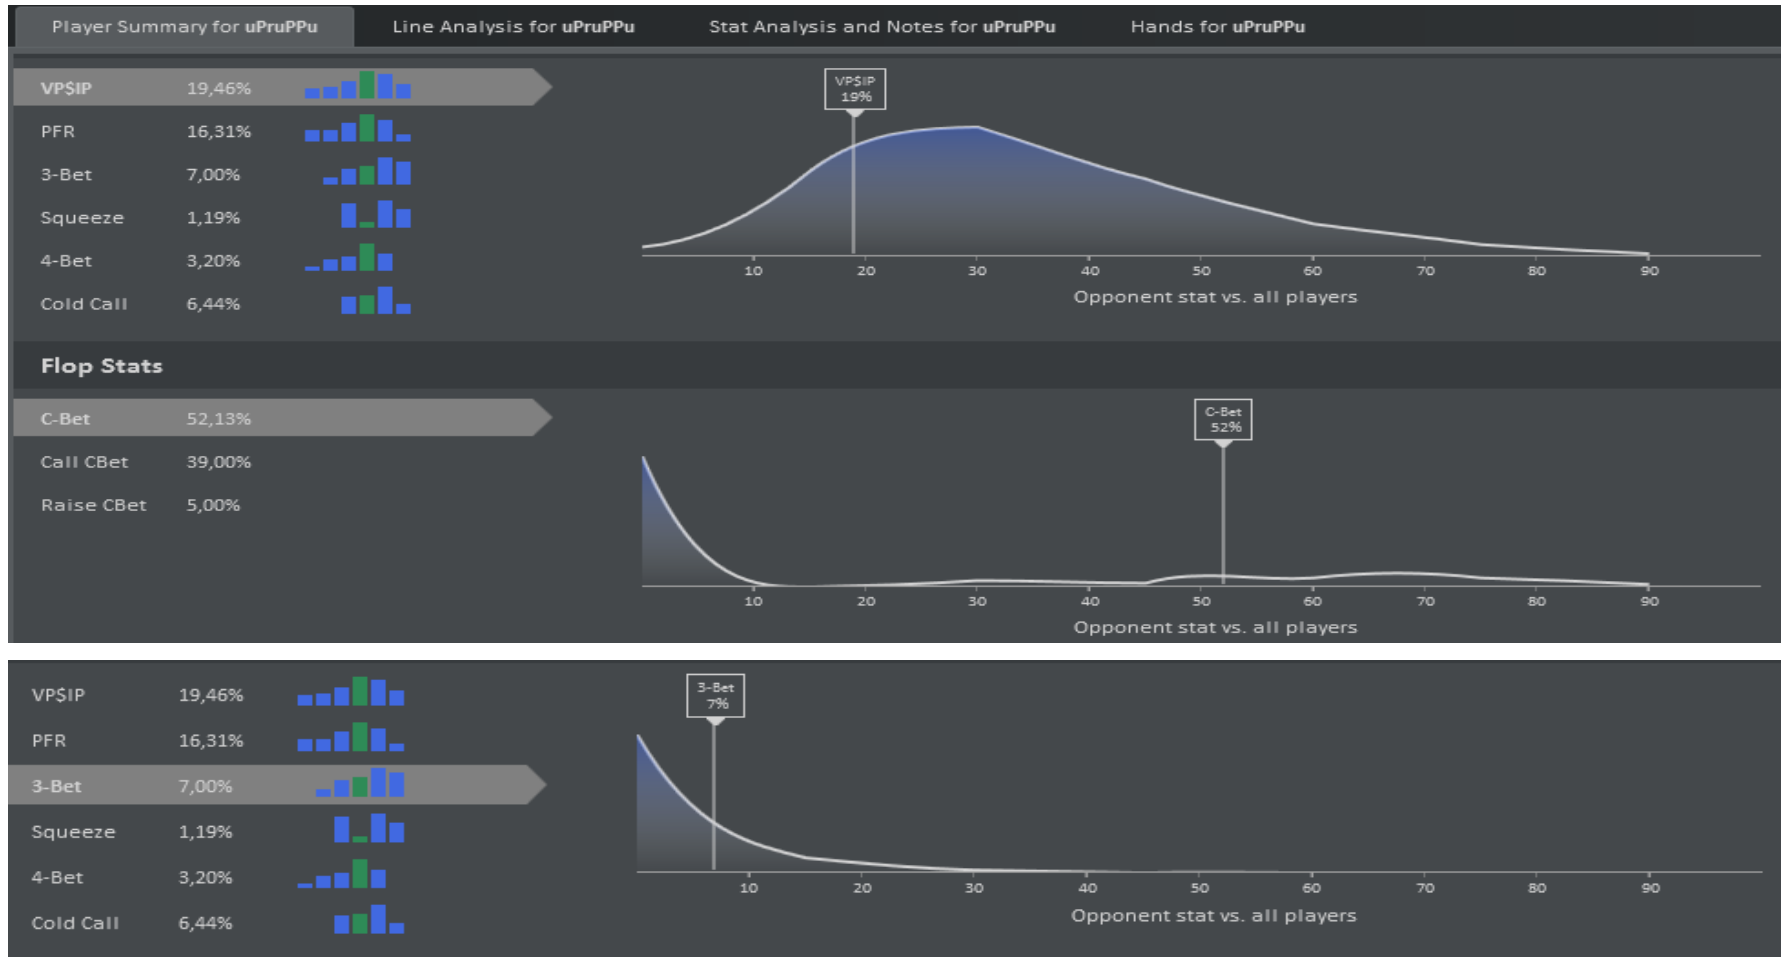 Player Summary for uPruPPu
Line Analysis for uPruPPu
Stat Analysis and Notes for uPruPPu
Hands for uPruPPu
VP$IP 19,46%
PFR 16,31%
3-Bet 7,00%
Squeeze 1,19%
4-Bet 3,20%
Cold Call 6,44%
VP$IP
19%
10 20 30 40 50 60 70 80 90
Opponent stat vs. all players
Flop Stats
C-Bet 52,13%
Call CBet 39,00%
Raise CBet 5,00%
C-Bet
52%
10 20 30 40 50 60 70 80 90
Opponent stat vs. all players
VP$IP 19,46%
PFR 16,31%
3-Bet 7,00%
Squeeze 1,19%
4-Bet 3,20%
Cold Call 6,44%
3-Bet
7%
10 20 30 40 50 60 70 80 90
Opponent stat vs. all players